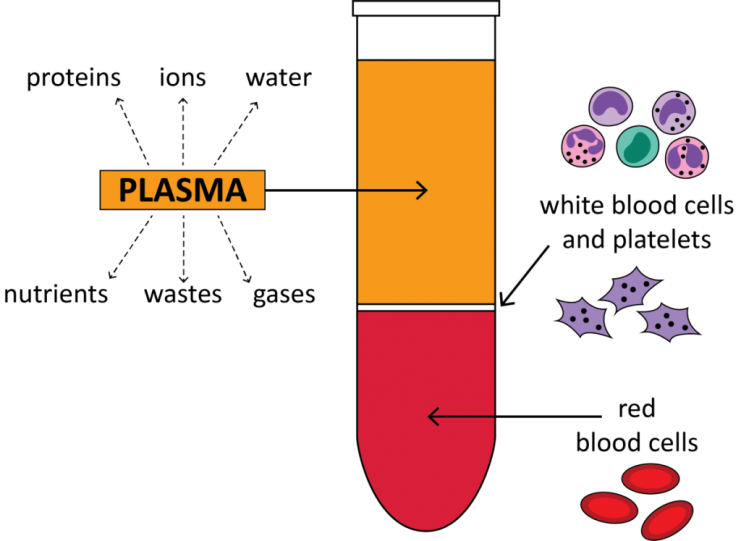 proteins
ions
water
PLASMA
nutrients
wastes
gases
white blood cells
and platelets
red
blood cells